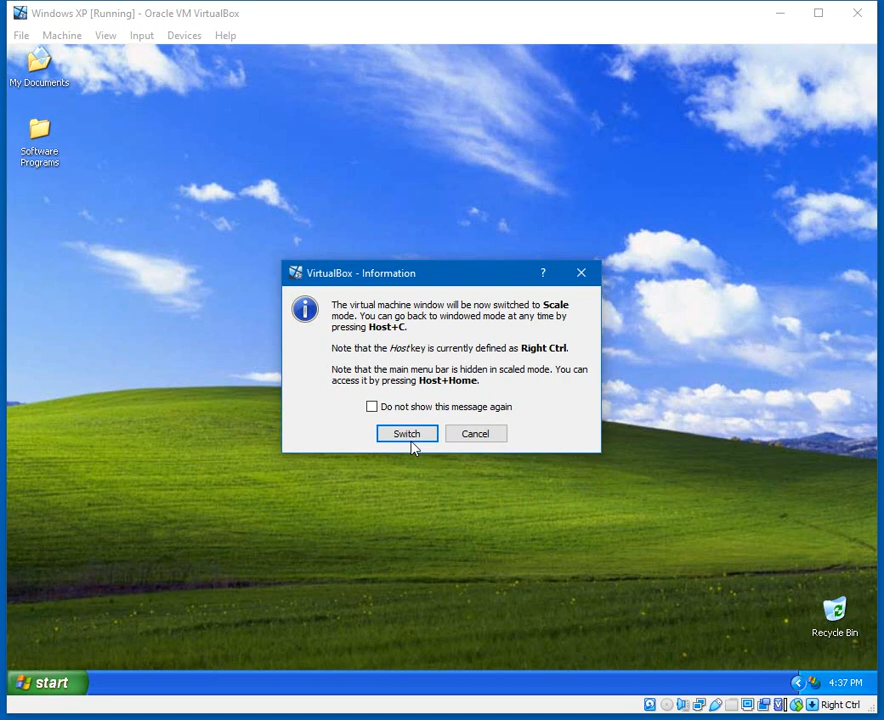 Windows XP [Running] - Oracle VM VirtualBox
File Machine View Input Devices Help
My Documents
Software
Programs
VirtualBox - Information
?
The virtual machine window will be now switched to Scale
mode. You can go back to windowed mode at any time by
pressing Host+C.
Note that the Host key is currently defined as Right Ctrl.
Note that the main menu bar is hidden in scaled mode. You can
access it by pressing Host+Home.
Do not show this message again
Switch Cancel
Recycle Bin
start
4:37 PM
Right Ctrl